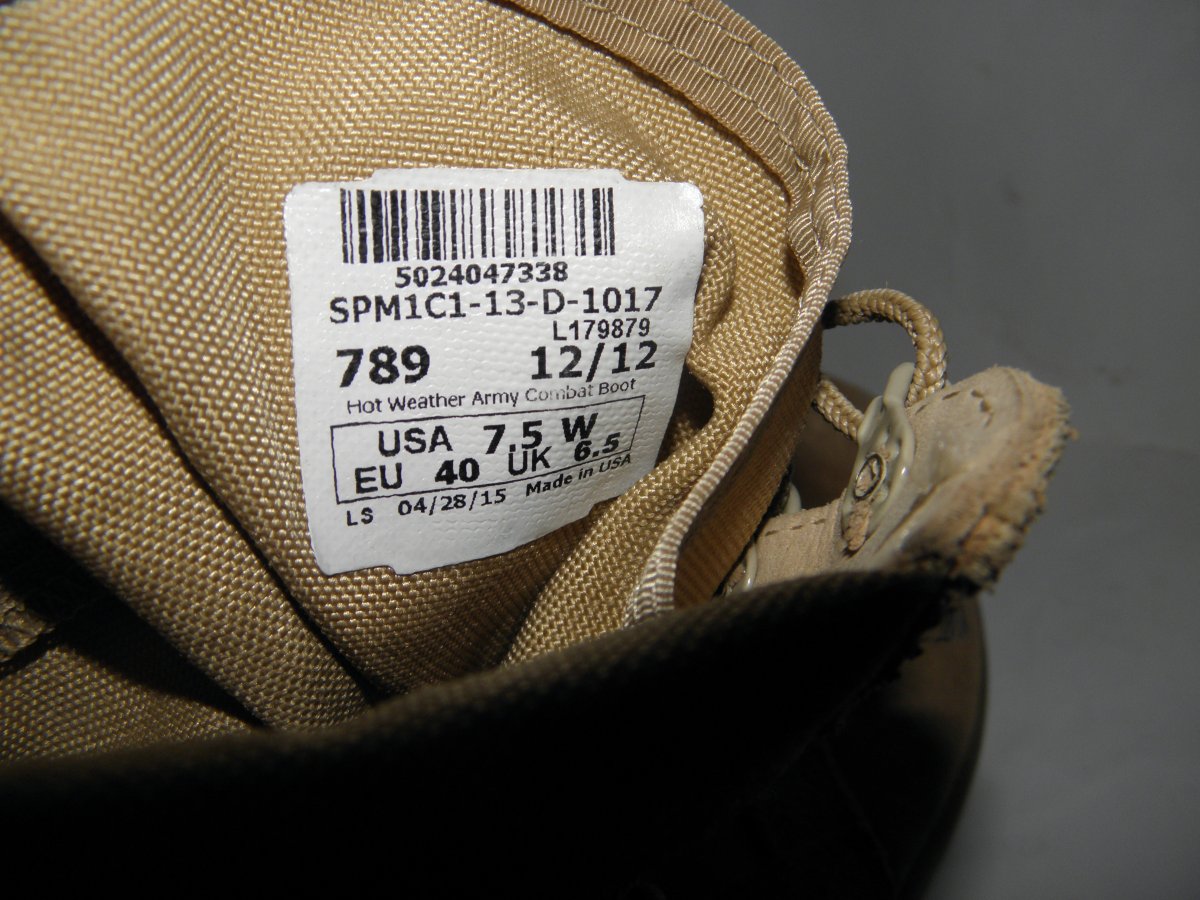 5024047338
SPM1C1-13-D-1017
L179879
789 12/12
Hot Weather Army Combat Boot
USA 7.5 W
EU 40 UK 6.5
LS 04/28/15 Made in USA